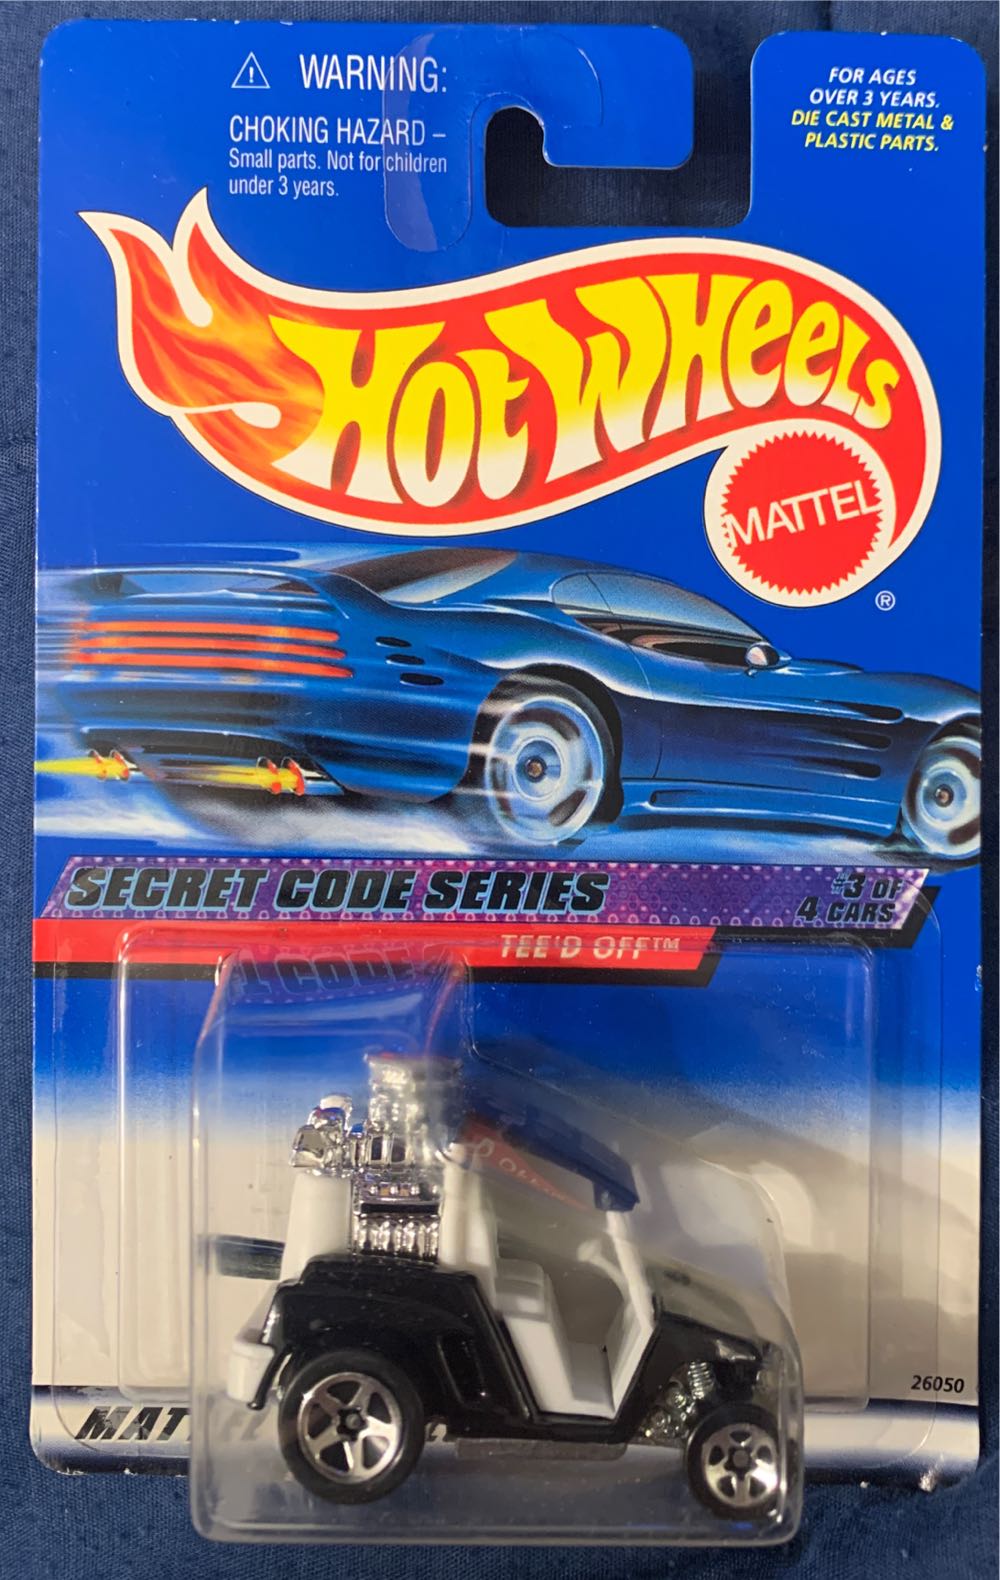 ⚠ WARNING:
CHOKING HAZARD –
Small parts. Not for children
under 3 years.
FOR AGES
OVER 3 YEARS.
DIE CAST METAL &
PLASTIC PARTS.
HOT WHEELS
MATTEL
®
SECRET CODE SERIES
#3 OF
4 CARS
TEE'D OFF™
26050